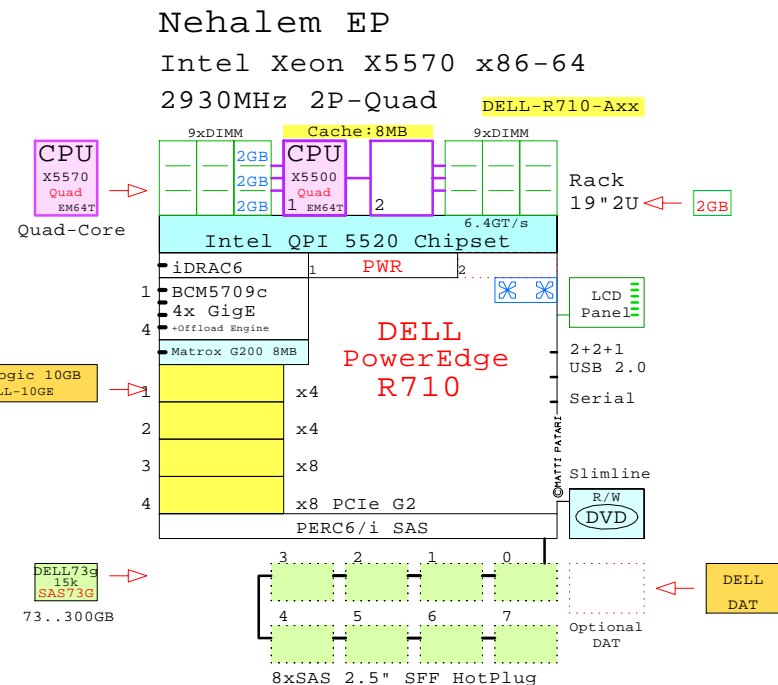 Nehalem EP
Intel Xeon X5570 x86-64
2930MHz 2P-Quad
DELL-R710-Axx
9xDIMM
Cache:8MB
9xDIMM
CPU
X5570
Quad
EM64T
Quad-Core
2GB
2GB
2GB
CPU
X5500
Quad
1 EM64T
2
Rack
19"2U
2GB
6.4GT/s
Intel QPI 5520 Chipset
iDRAC6
1
PWR
2
1
BCM5709c
4x GigE
4
+Offload Engine
Matrox G200 8MB
LCD
Panel
DELL
PowerEdge
R710
2+2+1
USB 2.0
Serial
©MATTI PATARI
ogic 10GB
LL-10GE
1
x4
2
x4
3
x8
4
x8 PCIe G2
Slimline
R/W
DVD
PERC6/i SAS
DELL73g
15k
SAS73G
73..300GB
3 2 1 0
4 5 6 7
8xSAS 2.5" SFF HotPlug
Optional
DAT
DELL
DAT